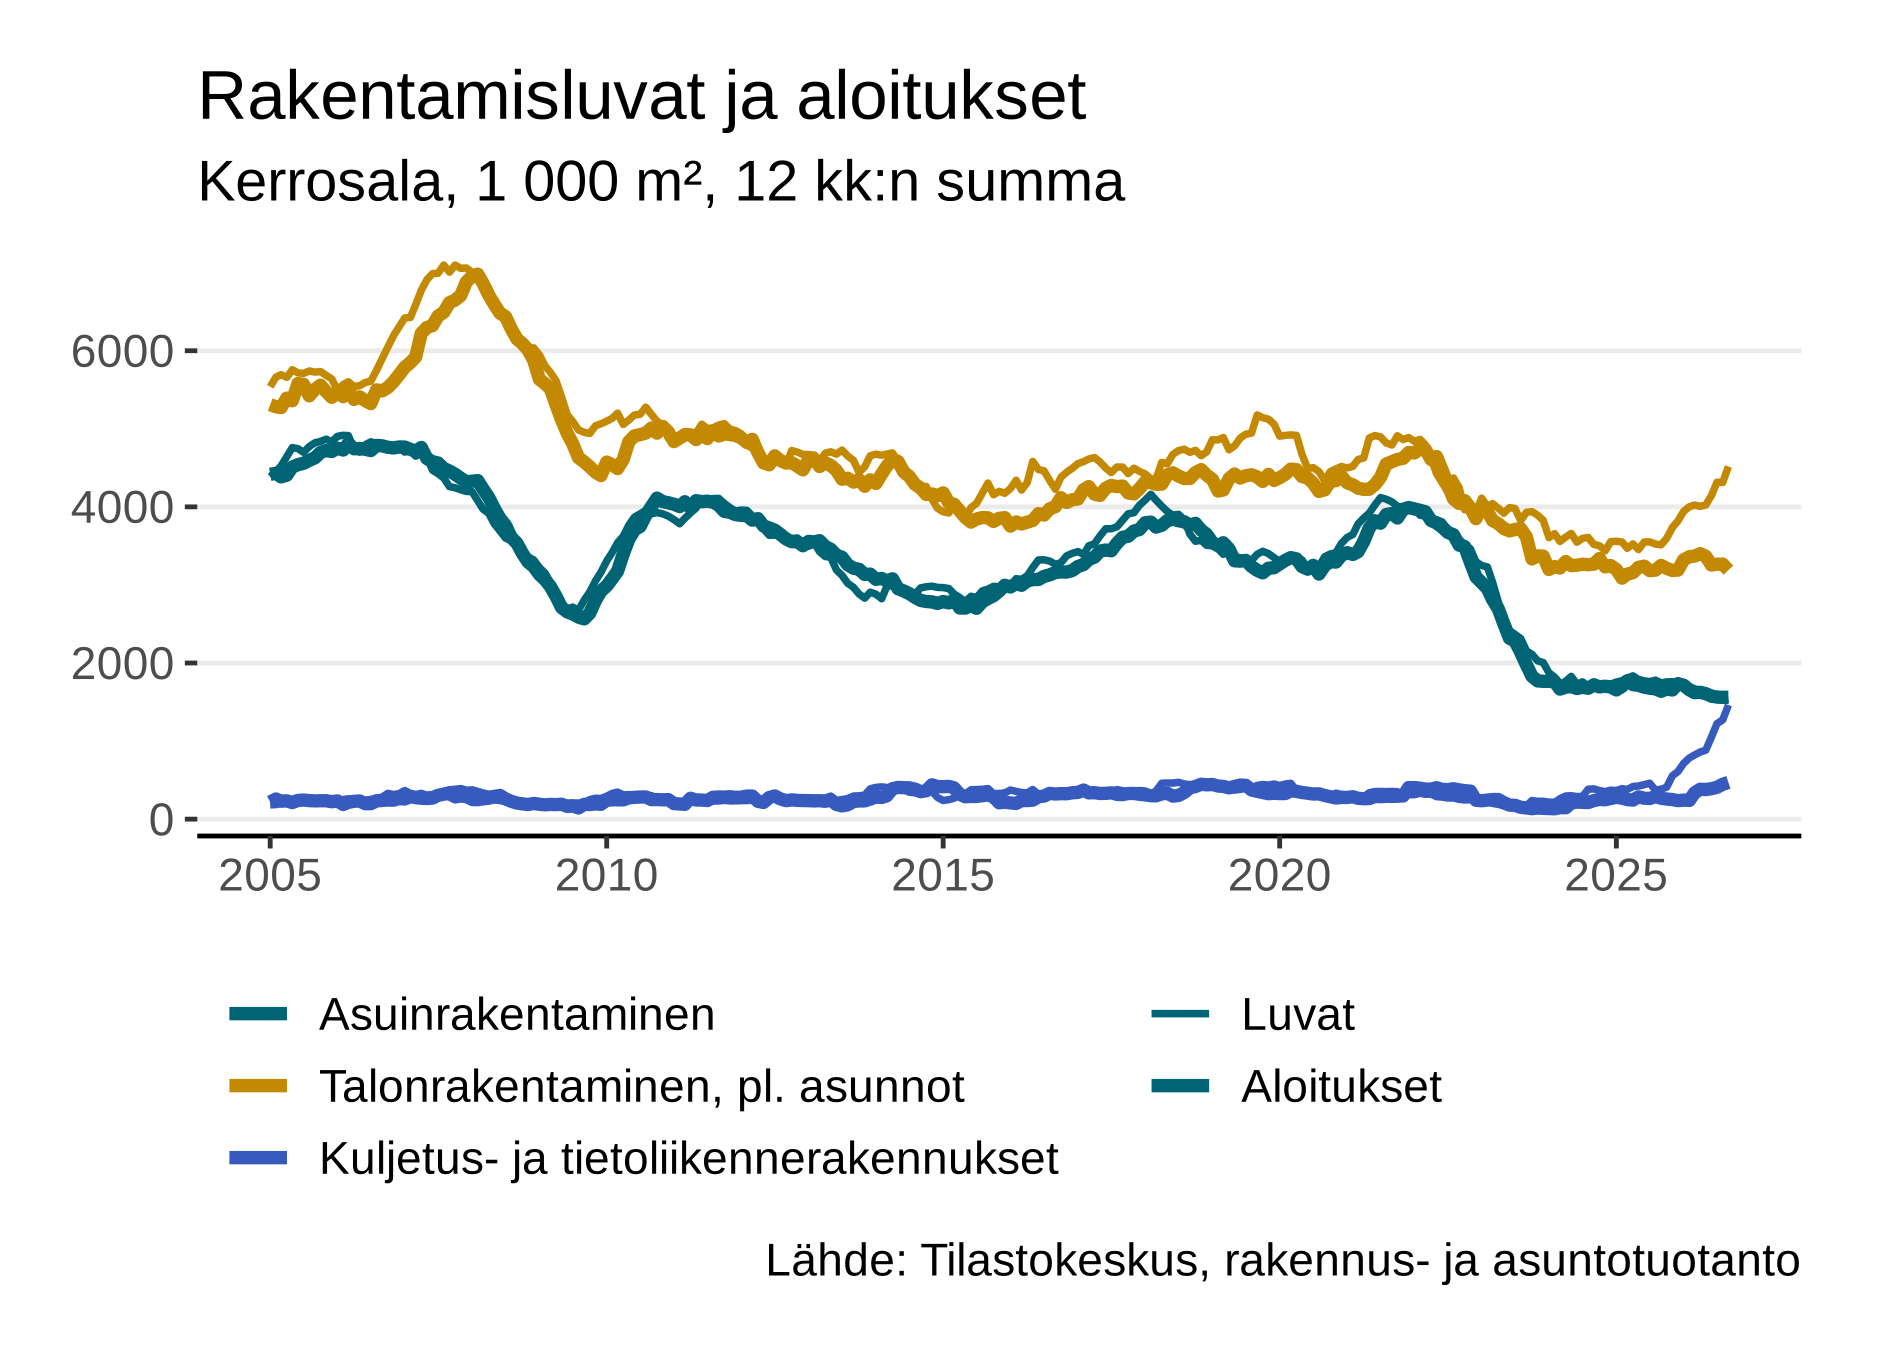 Rakentamisluvat ja aloitukset
Kerrosala, 1 000 m², 12 kk:n summa
6000
4000
2000
0
2005 2010 2015 2020 2025
Asuinrakentaminen
Talonrakentaminen, pl. asunnot
Kuljetus- ja tietoliikennerakennukset
Luvat
Aloitukset
Lähde: Tilastokeskus, rakennus- ja asuntotuotanto